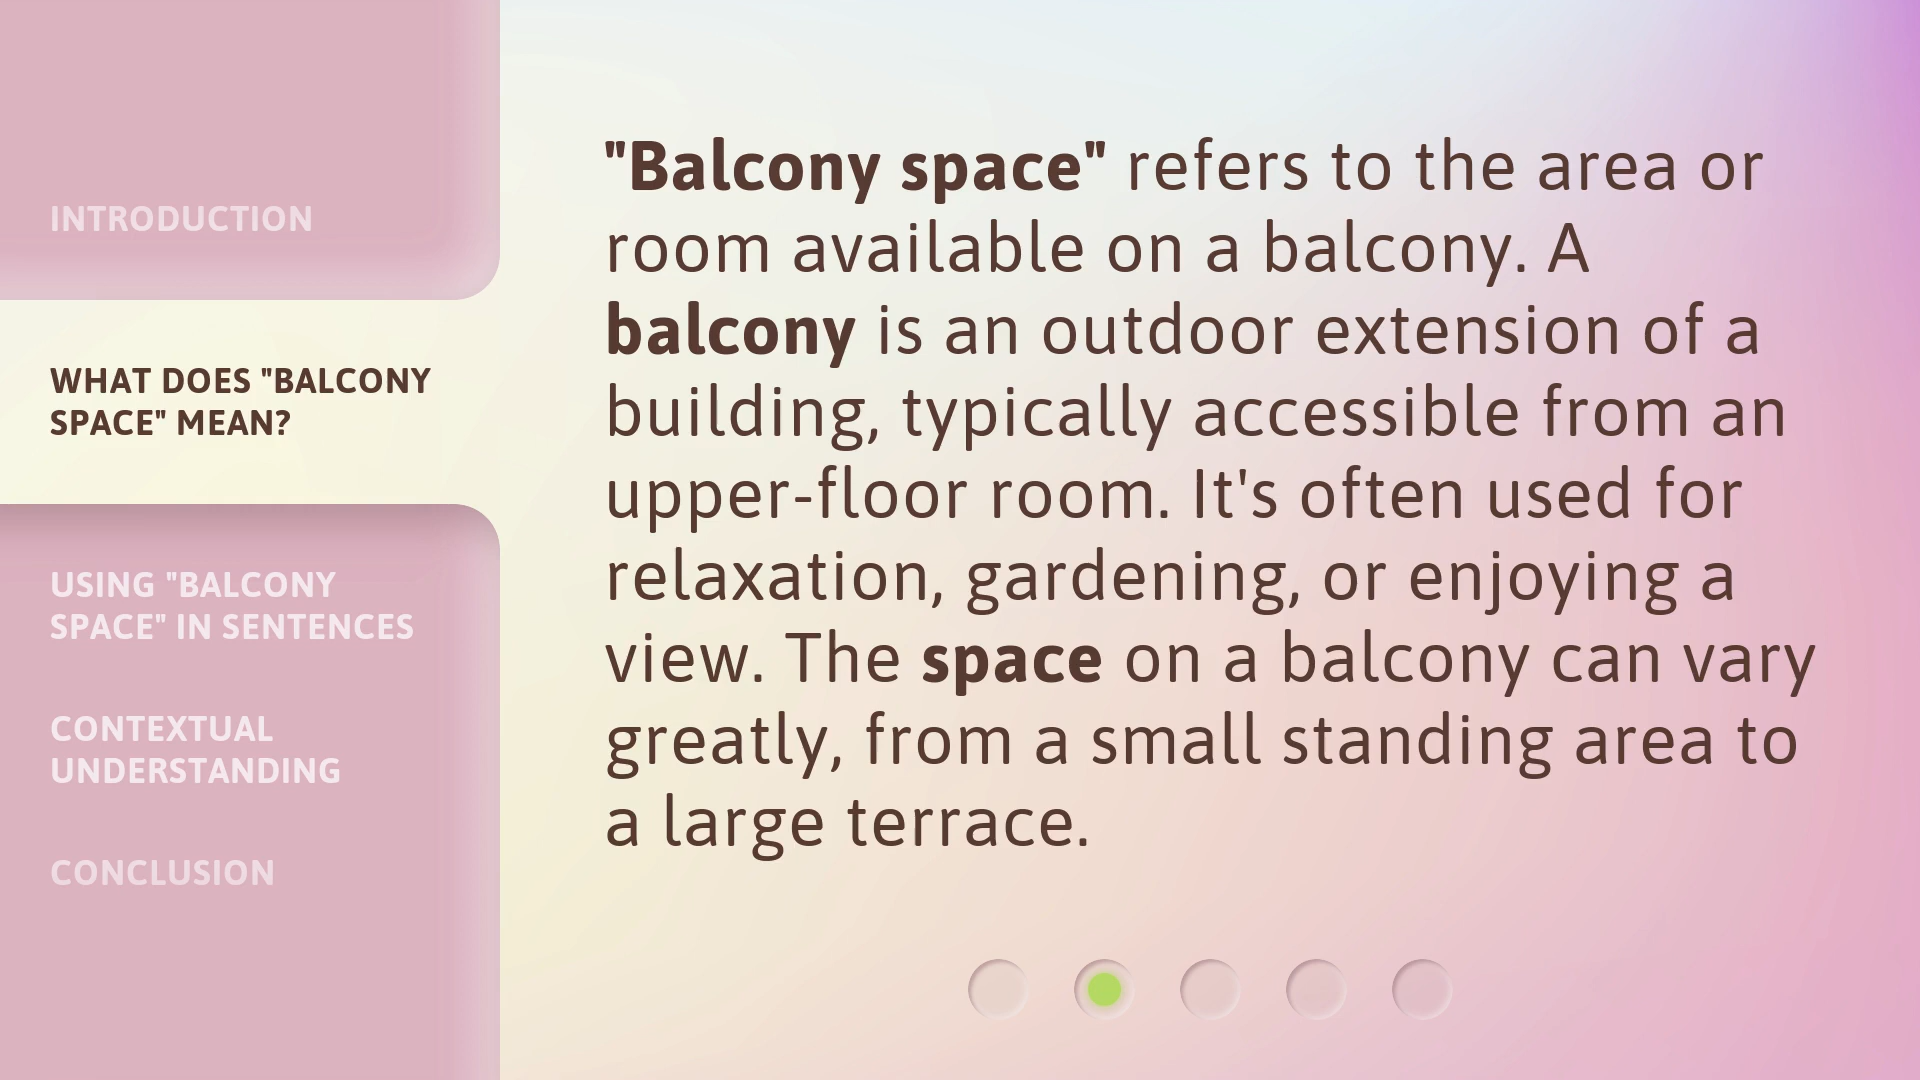 INTRODUCTION
WHAT DOES "BALCONY
SPACE" MEAN?
USING "BALCONY
SPACE" IN SENTENCES
CONTEXTUAL
UNDERSTANDING
CONCLUSION
"Balcony space" refers to the area or
room available on a balcony. A
balcony is an outdoor extension of a
building, typically accessible from an
upper-floor room. It's often used for
relaxation, gardening, or enjoying a
view. The space on a balcony can vary
greatly, from a small standing area to
a large terrace.